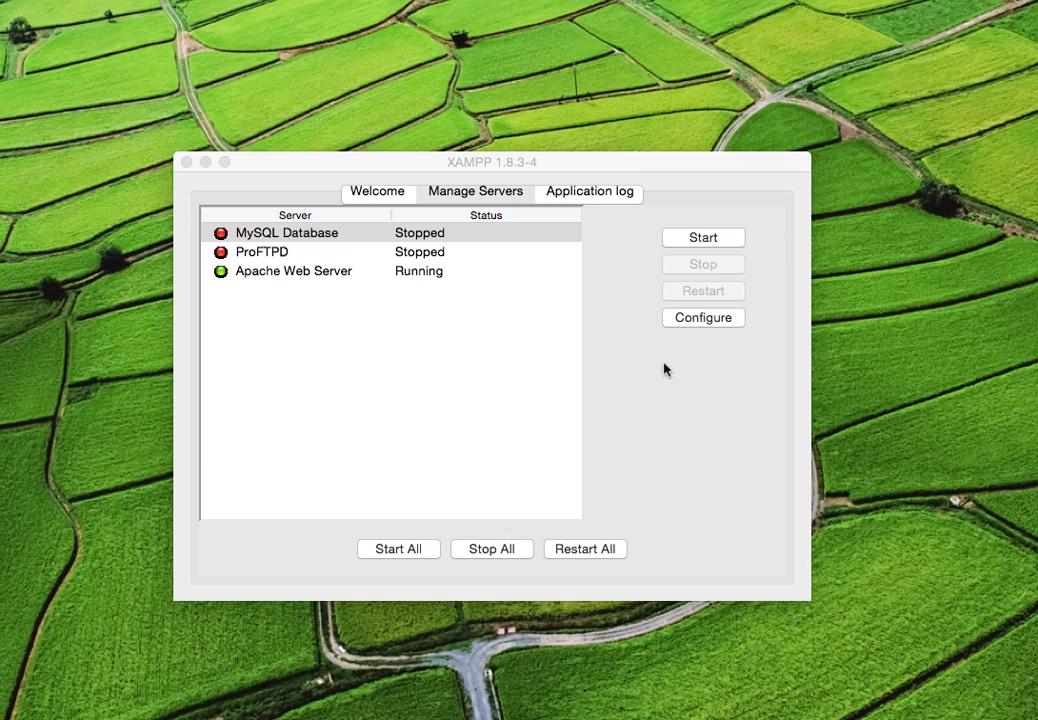 XAMPP 1.8.3-4
Welcome Manage Servers Application log
Server Status
MySQL Database Stopped
ProFTPD Stopped
Apache Web Server Running
Start
Stop
Restart
Configure
Start All Stop All Restart All